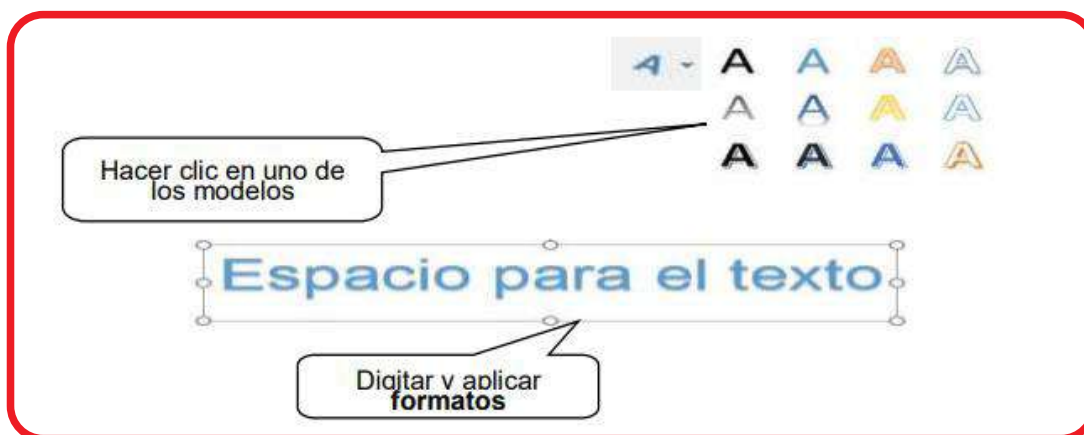 A A A A A
A A A A
A A A A
Hacer clic en uno de
los modelos
Espacio para el texto
Digitar y aplicar
formatos